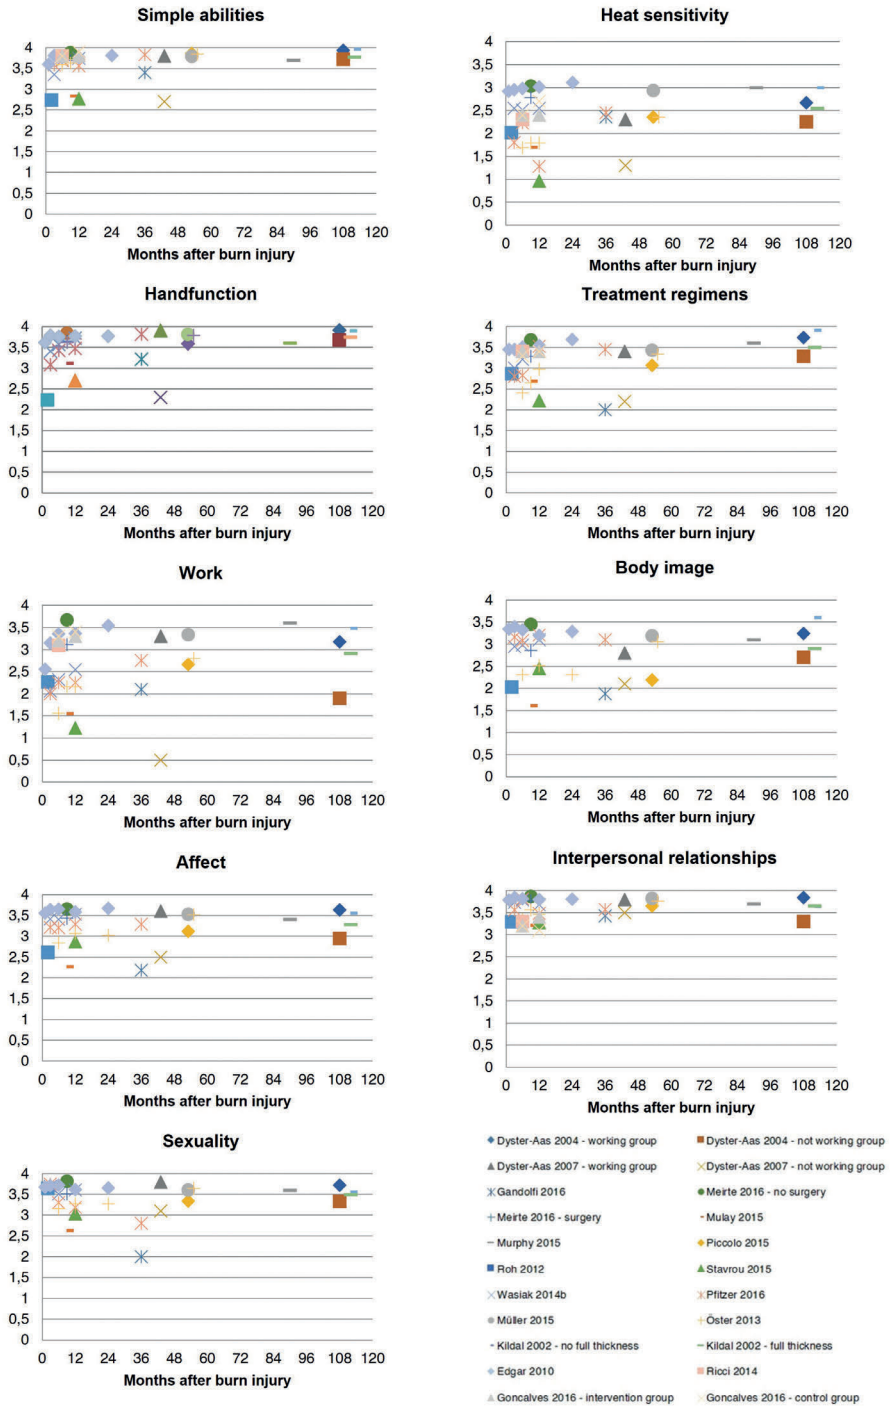 Simple abilities
4
3,5
3
2,5
2
1,5
1
0,5
0
0 12 24 36 48 60 72 84 96 108 120
Months after burn injury
Heat sensitivity
4
3,5
3
2,5
2
1,5
1
0,5
0
0 12 24 36 48 60 72 84 96 108 120
Months after burn injury
Handfunction
4
3,5
3
2,5
2
1,5
1
0,5
0
0 12 24 36 48 60 72 84 96 108 120
Months after burn injury
Treatment regimens
4
3,5
3
2,5
2
1,5
1
0,5
0
0 12 24 36 48 60 72 84 96 108 120
Months after burn injury
Work
4
3,5
3
2,5
2
1,5
1
0,5
0
0 12 24 36 48 60 72 84 96 108 120
Months after burn injury
Body image
4
3,5
3
2,5
2
1,5
1
0,5
0
0 12 24 36 48 60 72 84 96 108 120
Months after burn injury
Affect
4
3,5
3
2,5
2
1,5
1
0,5
0
0 12 24 36 48 60 72 84 96 108 120
Months after burn injury
Interpersonal relationships
4
3,5
3
2,5
2
1,5
1
0,5
0
0 12 24 36 48 60 72 84 96 108 120
Months after burn injury
Sexuality
4
3,5
3
2,5
2
1,5
1
0,5
0
0 12 24 36 48 60 72 84 96 108 120
Months after burn injury
Dyster-Aas 2004 - working group
Dyster-Aas 2004 - not working group
Dyster-Aas 2007 - working group
Dyster-Aas 2007 - not working group
Gandolfi 2016
Meirte 2016 - no surgery
Meirte 2016 - surgery
Mulay 2015
Murphy 2015
Piccolo 2015
Roh 2012
Stavrou 2015
Wasiak 2014b
Pfitzer 2016
Müller 2015
Öster 2013
Kildal 2002 - no full thickness
Kildal 2002 - full thickness
Edgar 2010
Ricci 2014
Goncalves 2016 - intervention group
Goncalves 2016 - control group